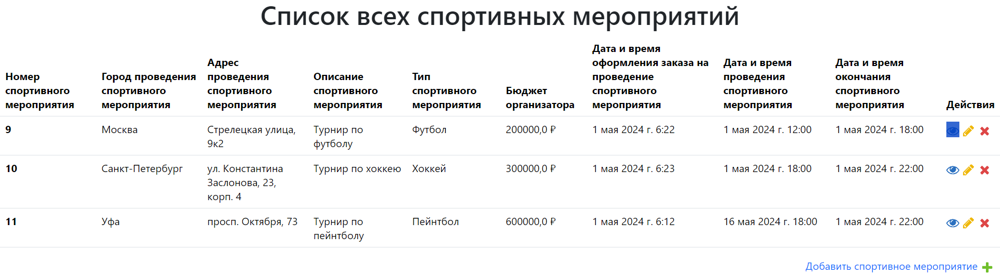 Список всех спортивных мероприятий
Номер
спортивного
мероприятия
Город проведения
спортивного
мероприятия
Адрес
проведения
спортивного
мероприятия
Описание
спортивного
мероприятия
Тип
спортивного
мероприятия
Бюджет
организатора
Дата и время
оформления заказа на
проведение
спортивного
мероприятия
Дата и время
проведения
спортивного
мероприятия
Дата и время
окончания
спортивного
мероприятия
Действия
9
Москва
Стрелецкая улица,
9к2
Турнир по
футболу
Футбол
200000,0 ₽
1 мая 2024 г. 6:22
1 мая 2024 г. 12:00
1 мая 2024 г. 18:00
10
Санкт-Петербург
ул. Константина
Заслонова, 23,
корп. 4
Турнир по хоккею
Хоккей
300000,0 ₽
1 мая 2024 г. 6:23
1 мая 2024 г. 18:00
1 мая 2024 г. 22:00
11
Уфа
просп. Октября, 73
Турнир по
пейнтболу
Пейнтбол
600000,0 ₽
1 мая 2024 г. 6:12
16 мая 2024 г. 18:00
1 мая 2024 г. 22:00
Добавить спортивное мероприятие